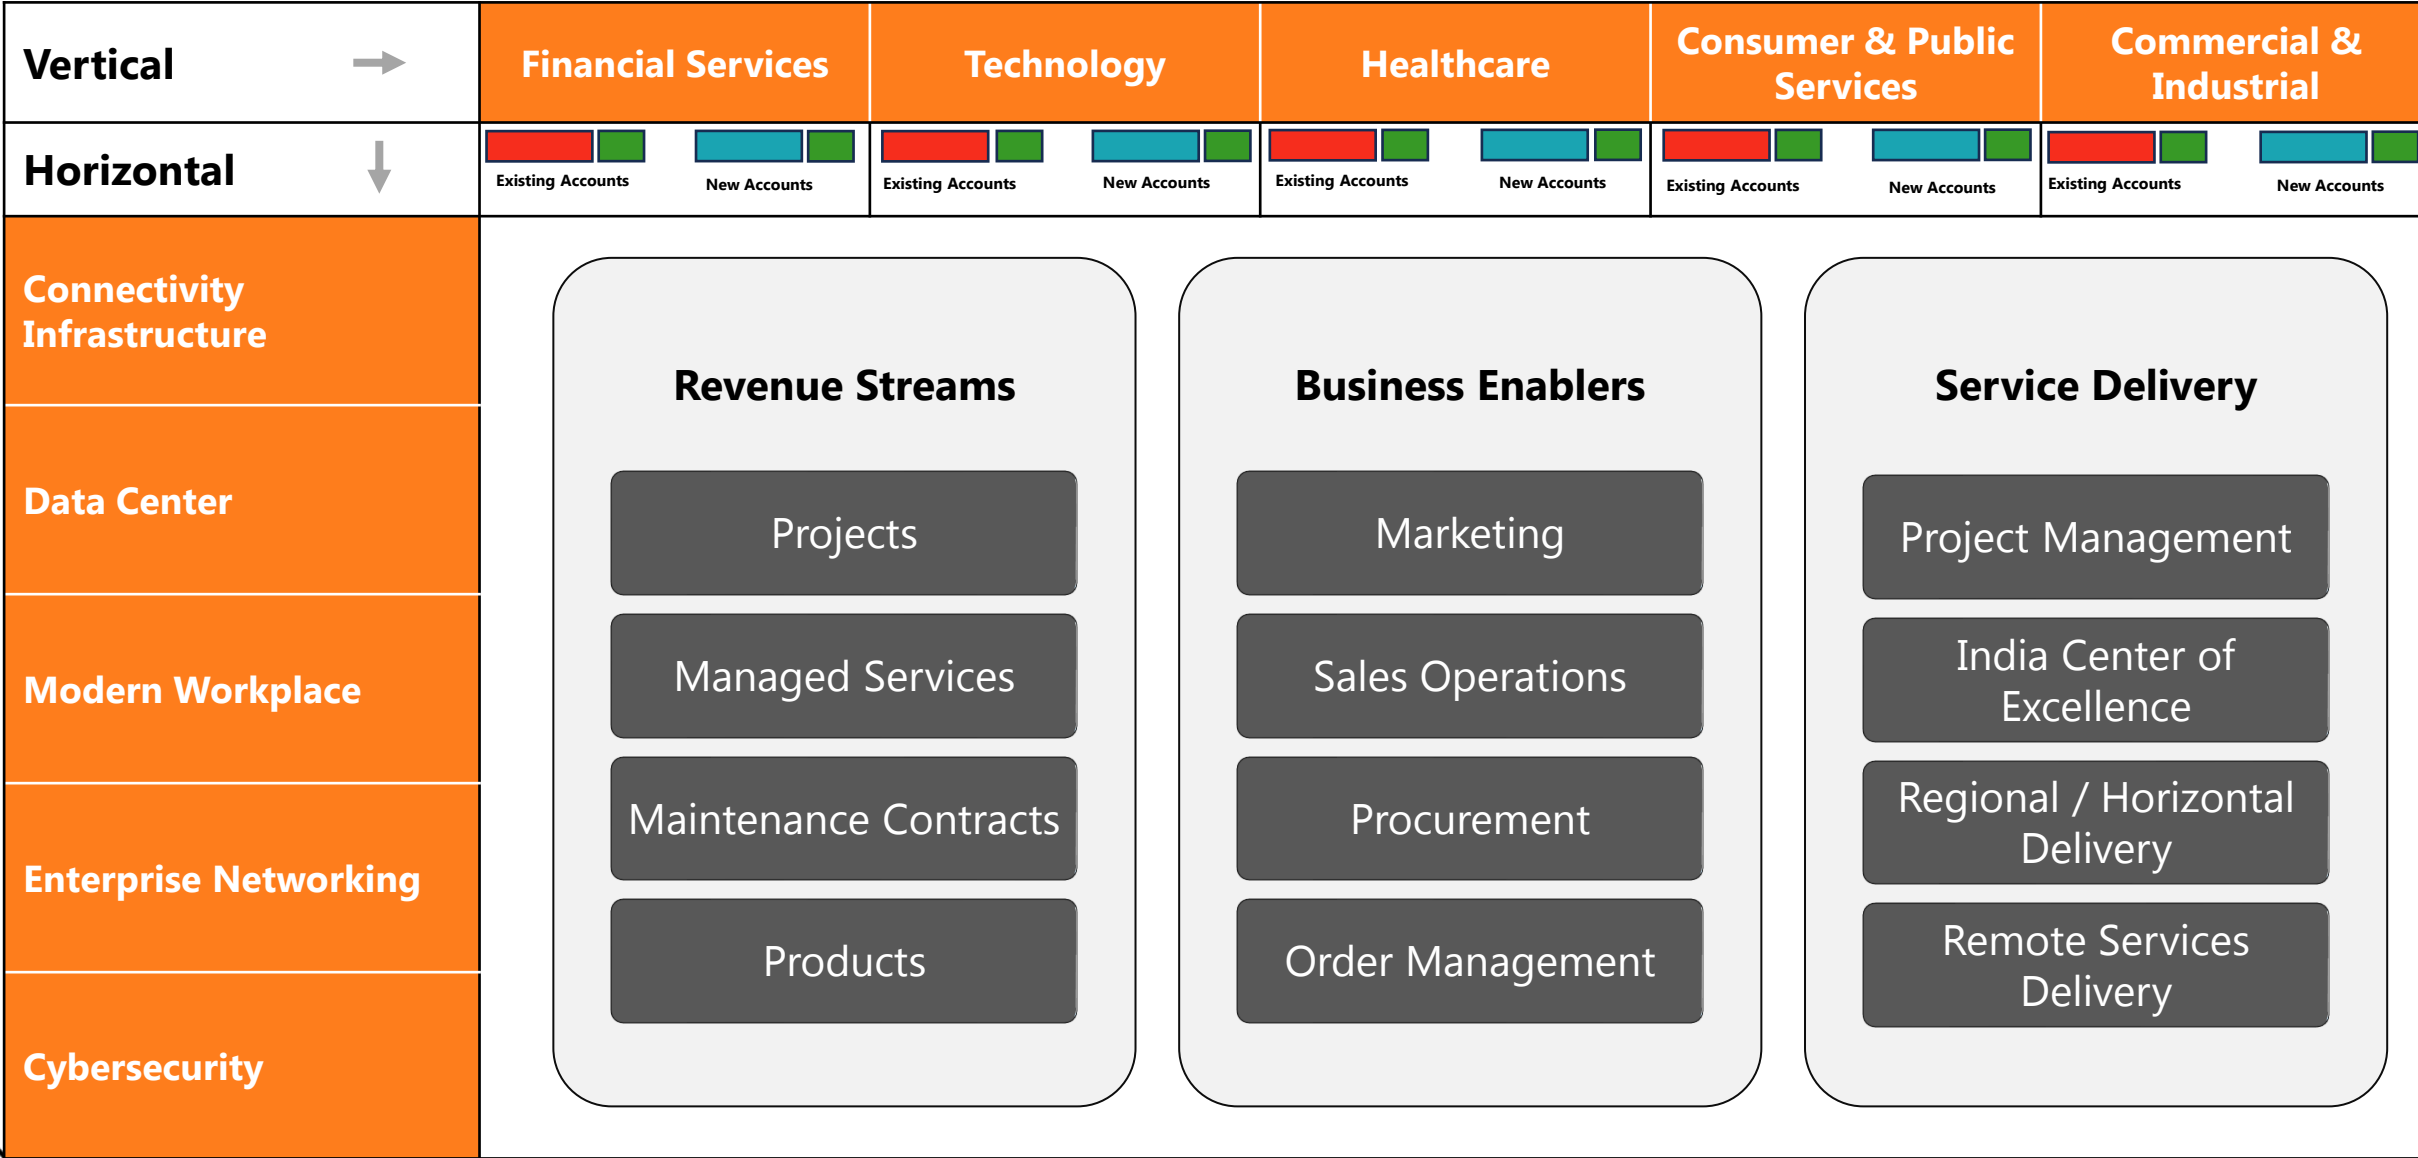 Vertical
Financial Services
Technology
Healthcare
Consumer & Public
Services
Commercial &
Industrial
Horizontal
Existing Accounts
New Accounts
Existing Accounts
New Accounts
Existing Accounts
New Accounts
Existing Accounts
New Accounts
Existing Accounts
New Accounts
Connectivity
Infrastructure
Data Center
Modern Workplace
Enterprise Networking
Cybersecurity
Revenue Streams
Projects
Managed Services
Maintenance Contracts
Products
Business Enablers
Marketing
Sales Operations
Procurement
Order Management
Service Delivery
Project Management
India Center of
Excellence
Regional / Horizontal
Delivery
Remote Services
Delivery